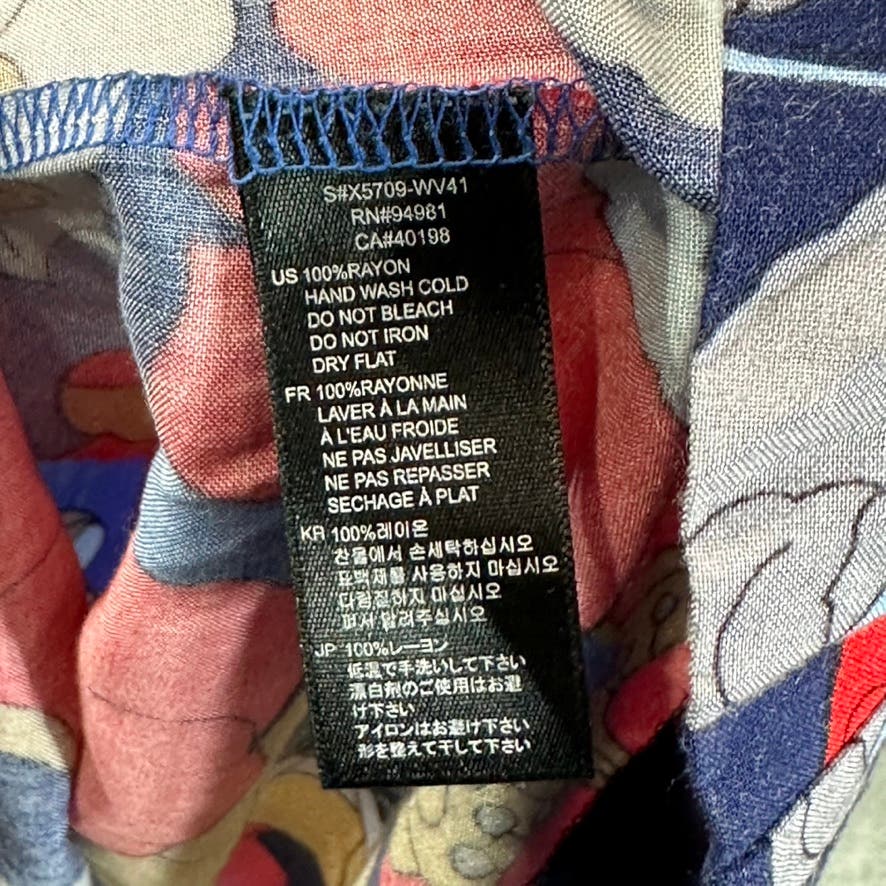 S#X5709-WV41
RN#94981
CA#40198
US 100%RAYON
HAND WASH COLD
DO NOT BLEACH
DO NOT IRON
DRY FLAT
FR 100%RAYONNE
LAVER À LA MAIN
À L'EAU FROIDE
NE PAS JAVELLISER
NE PAS REPASSER
SECHAGE À PLAT
KR 100%레이온
찬물에서 손세탁하십시오
표백제를 사용하지 마십시오
다림질하지 마십시오
펴서 말려주십시오
JP 100%レーヨン
低温で手洗いして下さい
漂白剤のご使用はお避
け下さい
アイロンはお避け下さい
形を整えて干して下さい